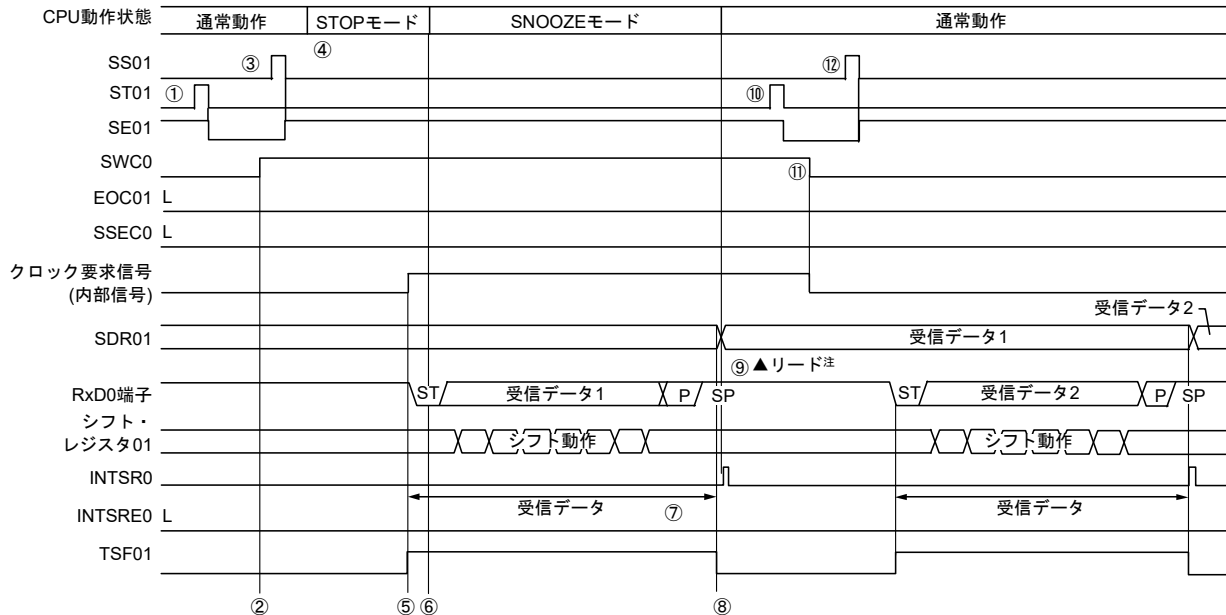 CPU動作状態 通常動作 STOPモード SNOOZEモード 通常動作
④
SS01 ③ ⑫
ST01 ① ⑩
SE01
SWC0 ⑪
EOC01 L
SSEC0 L
クロック要求信号
(内部信号)
受信データ2
SDR01 受信データ1
⑨ ▲リード注
RxD0端子 ST 受信データ1 P SP ST 受信データ2 P SP
シフト・
レジスタ01 シフト動作 シフト動作
INTSR0
受信データ ⑦ 受信データ
INTSRE0 L
TSF01
② ⑤ ⑥ ⑧